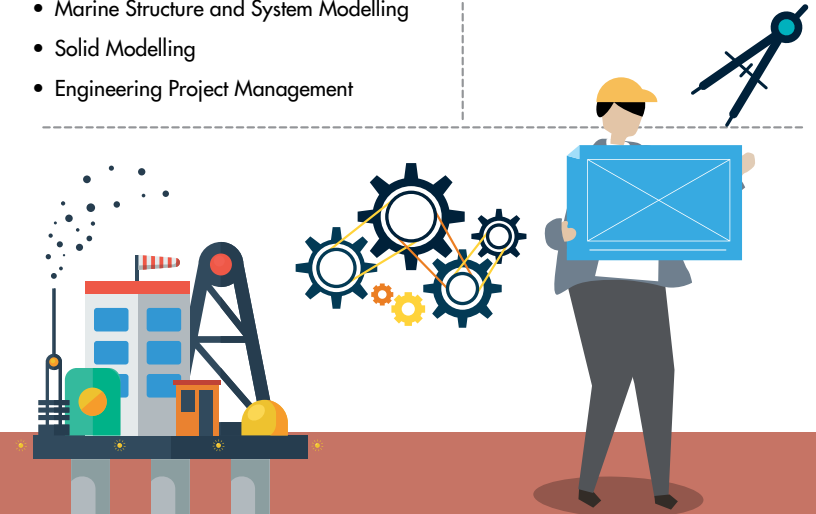 • Marine Structure and System Modelling
• Solid Modelling
• Engineering Project Management